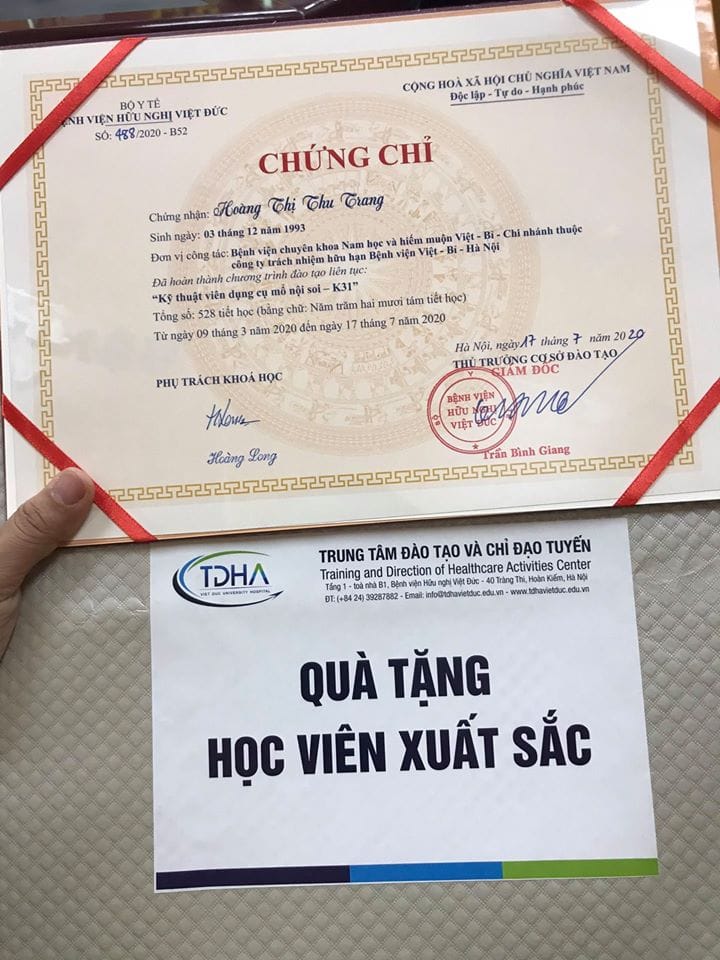 BỘ Y TẾ
BỆNH VIỆN HỮU NGHỊ VIỆT ĐỨC
SỐ: 488/2020 - B52
CỘNG HOÀ XÃ HỘI CHỦ NGHĨA VIỆT NAM
Độc lập - Tự do - Hạnh phúc
CHỨNG CHỈ
Chứng nhận: Hoàng Thị Thu Trang
Sinh ngày: 03 tháng 12 năm 1993
Đơn vị công tác: Bệnh viện chuyên khoa Nam học và hiếm muộn Việt - Bỉ - Chi nhánh thuộc
công ty trách nhiệm hữu hạn Bệnh viện Việt - Bỉ - Hà Nội
Đã hoàn thành chương trình đào tạo liên tục:
"Kỹ thuật viên dụng cụ mổ nội soi – K31"
Tổng số: 528 tiết học (bằng chữ: Năm trăm hai mươi tám tiết học)
Từ ngày 09 tháng 3 năm 2020 đến ngày 17 tháng 7 năm 2020
Hà Nội, ngày 17 tháng 7 năm 2020
PHỤ TRÁCH KHOÁ HỌC
THỦ TRƯỞNG CƠ SỞ ĐÀO TẠO
GIÁM ĐỐC
BỘ Y TẾ
BỆNH VIỆN
HỮU NGHỊ
VIỆT ĐỨC
Hoàng Long
Trần Bình Giang
TDHA
VIET DUC UNIVERSITY HOSPITAL
TRUNG TÂM ĐÀO TẠO VÀ CHỈ ĐẠO TUYẾN
Training and Direction of Healthcare Activities Center
Tầng 1 - toà nhà B1, Bệnh viện Hữu nghị Việt Đức - 40 Tràng Thi, Hoàn Kiếm, Hà Nội
ĐT: (+84 24) 39287882 - Email: info@tdhavietduc.edu.vn - www.tdhavietduc.edu.vn
QUÀ TẶNG
HỌC VIÊN XUẤT SẮC